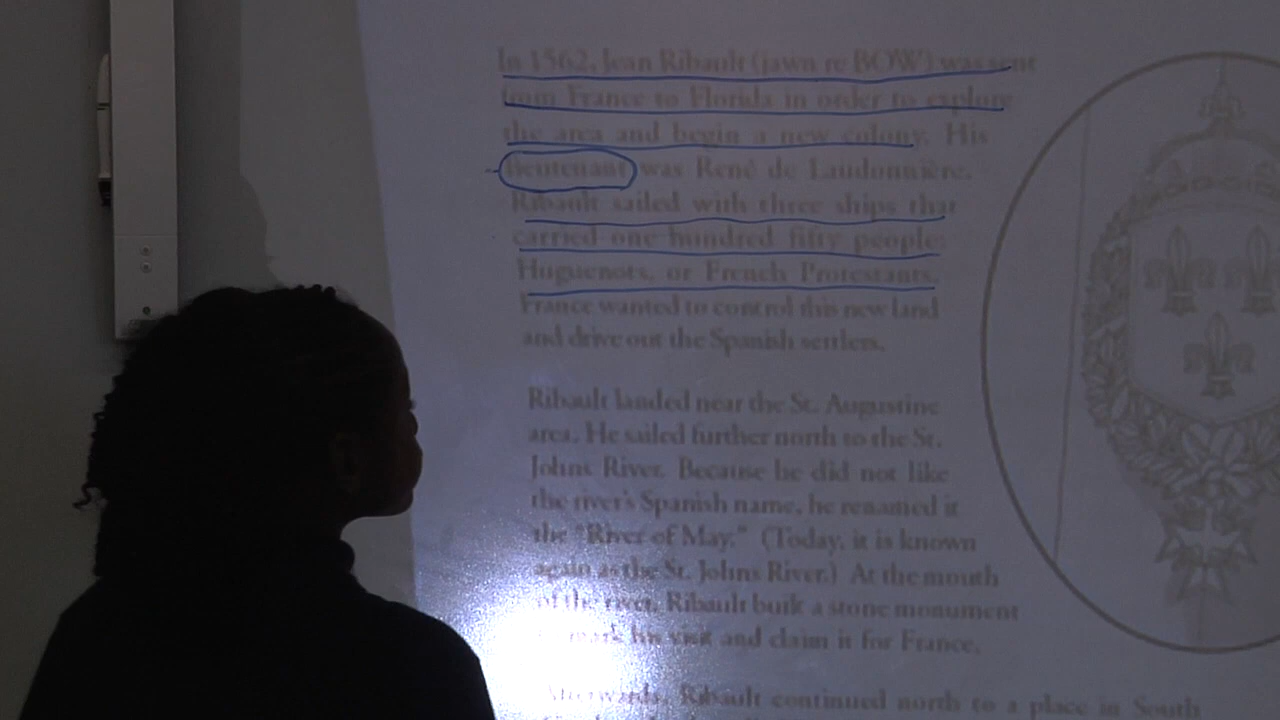 In 1562, Jean Ribault (jawn re BOW) was sent
from France to Florida in order to explore
the area and begin a new colony. His
lieutenant was René de Laudonnière.
Ribault sailed with three ships that
carried one hundred fifty people:
Huguenots, or French Protestants.
France wanted to control this new land
and drive out the Spanish settlers.
Ribault landed near the St. Augustine
area. He sailed further north to the St.
Johns River. Because he did not like
the river's Spanish name, he renamed it
the "River of May." (Today, it is known
again as the St. Johns River.) At the mouth
of the river, Ribault built a stone monument
to mark his visit and claim it for France.
Afterwards, Ribault continued north to a place in South